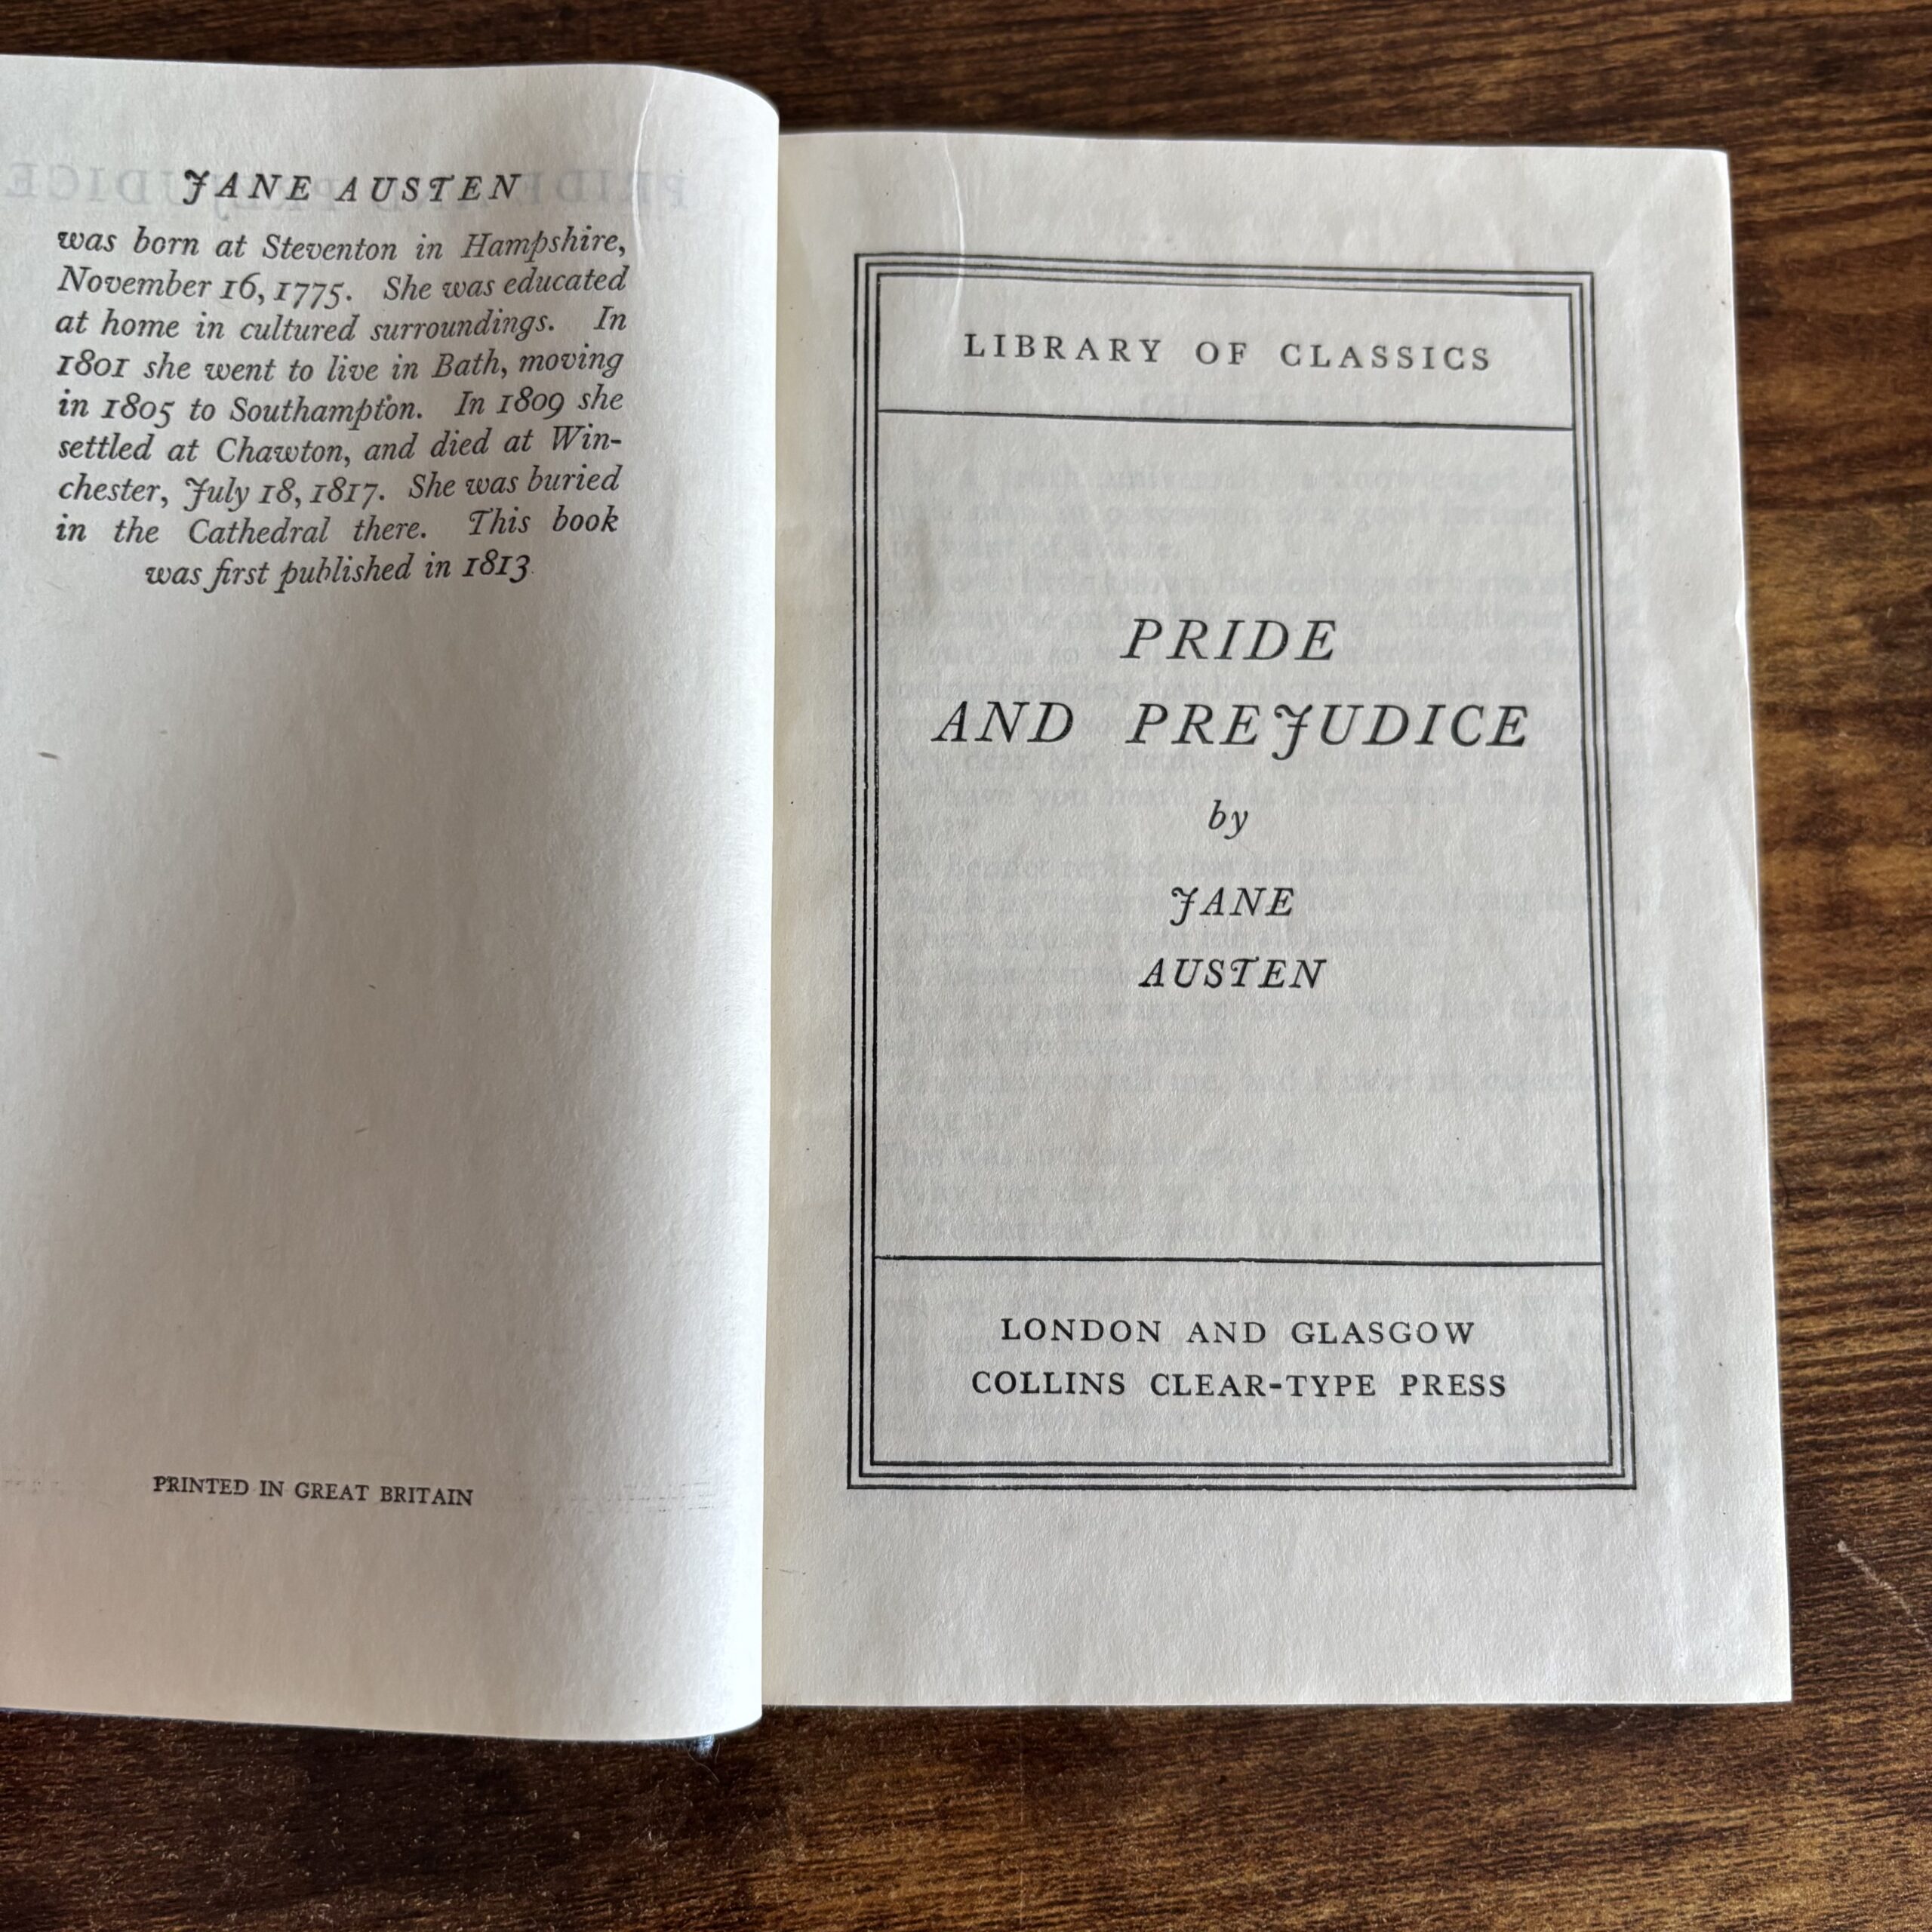 JANE AUSTEN
was born at Steventon in Hampshire,
November 16, 1775. She was educated
at home in cultured surroundings. In
1801 she went to live in Bath, moving
in 1805 to Southampton. In 1809 she
settled at Chawton, and died at Win-
chester, July 18, 1817. She was buried
in the Cathedral there. This book
was first published in 1813
PRINTED IN GREAT BRITAIN
LIBRARY OF CLASSICS
PRIDE
AND PREJUDICE
by
JANE
AUSTEN
LONDON AND GLASGOW
COLLINS CLEAR-TYPE PRESS